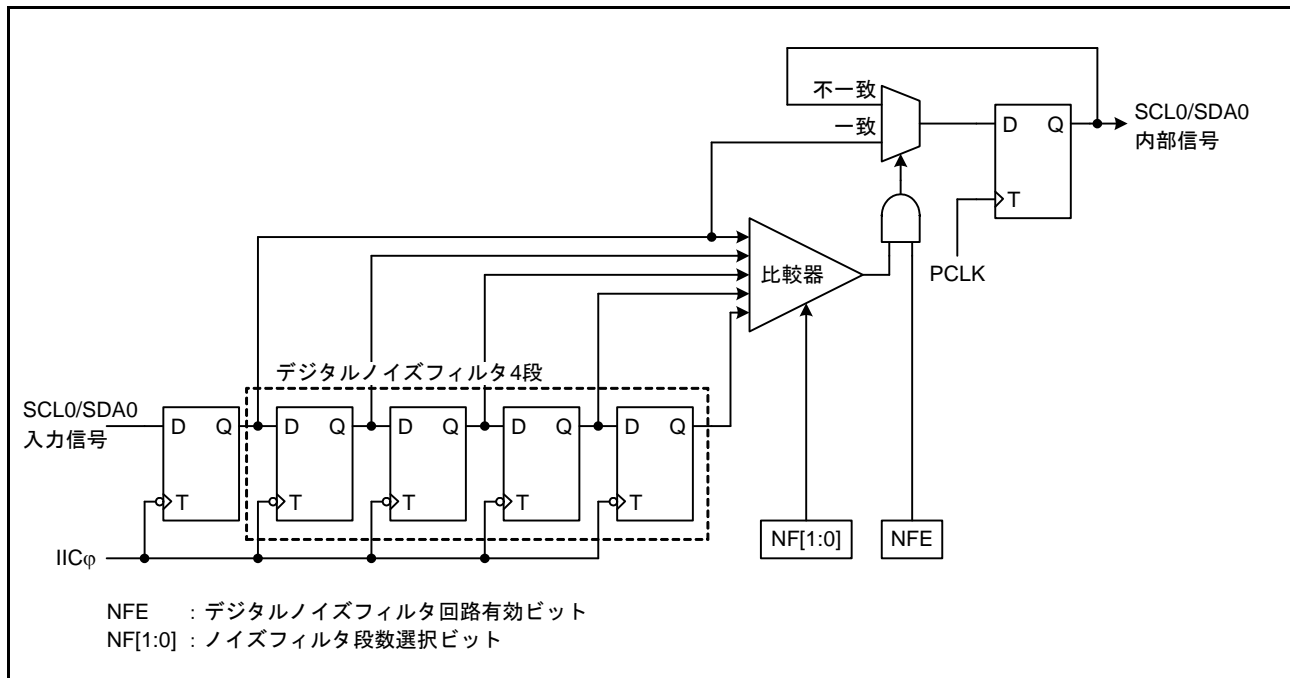 不一致
一致
D Q
T
SCL0/SDA0
内部信号
PCLK
比較器
デジタルノイズフィルタ4段
SCL0/SDA0
入力信号
D Q
T
D Q
T
D Q
T
D Q
T
D Q
T
IICφ
NF[1:0]
NFE
NFE : デジタルノイズフィルタ回路有効ビット
NF[1:0] : ノイズフィルタ段数選択ビット